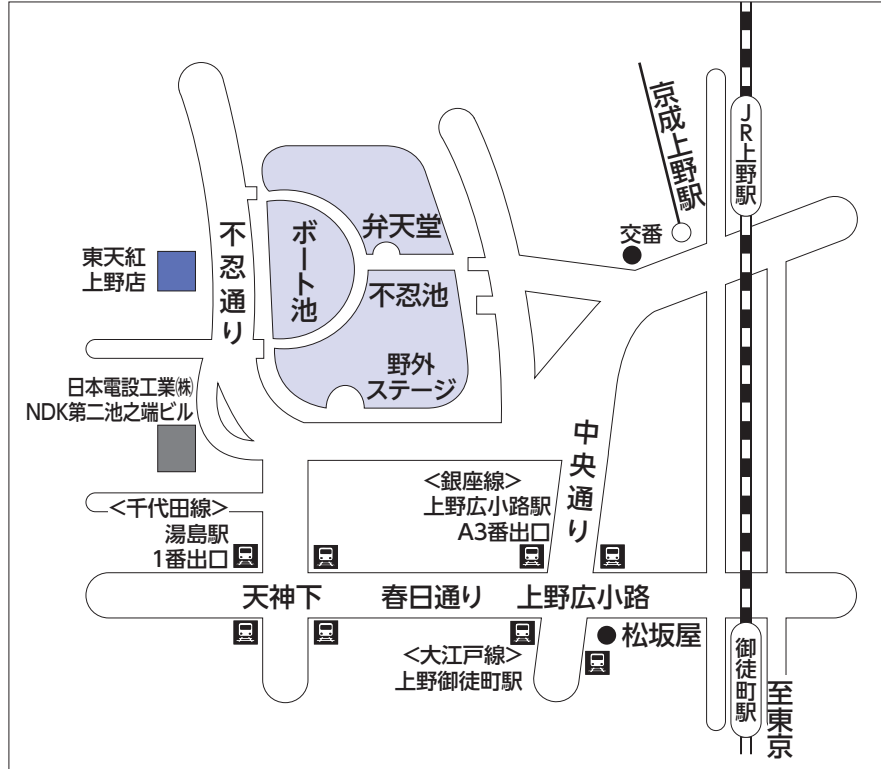 京成上野駅
JR上野駅
交番
弁天堂
ボート池
不忍池
不忍通り
東天紅
上野店
野外
ステージ
日本電設工業㈱
NDK第二池之端ビル
中央通り
<銀座線>
上野広小路駅
A3番出口
<千代田線>
湯島駅
1番出口
天神下
春日通り
上野広小路
松坂屋
<大江戸線>
上野御徒町駅
御徒町駅
至東京